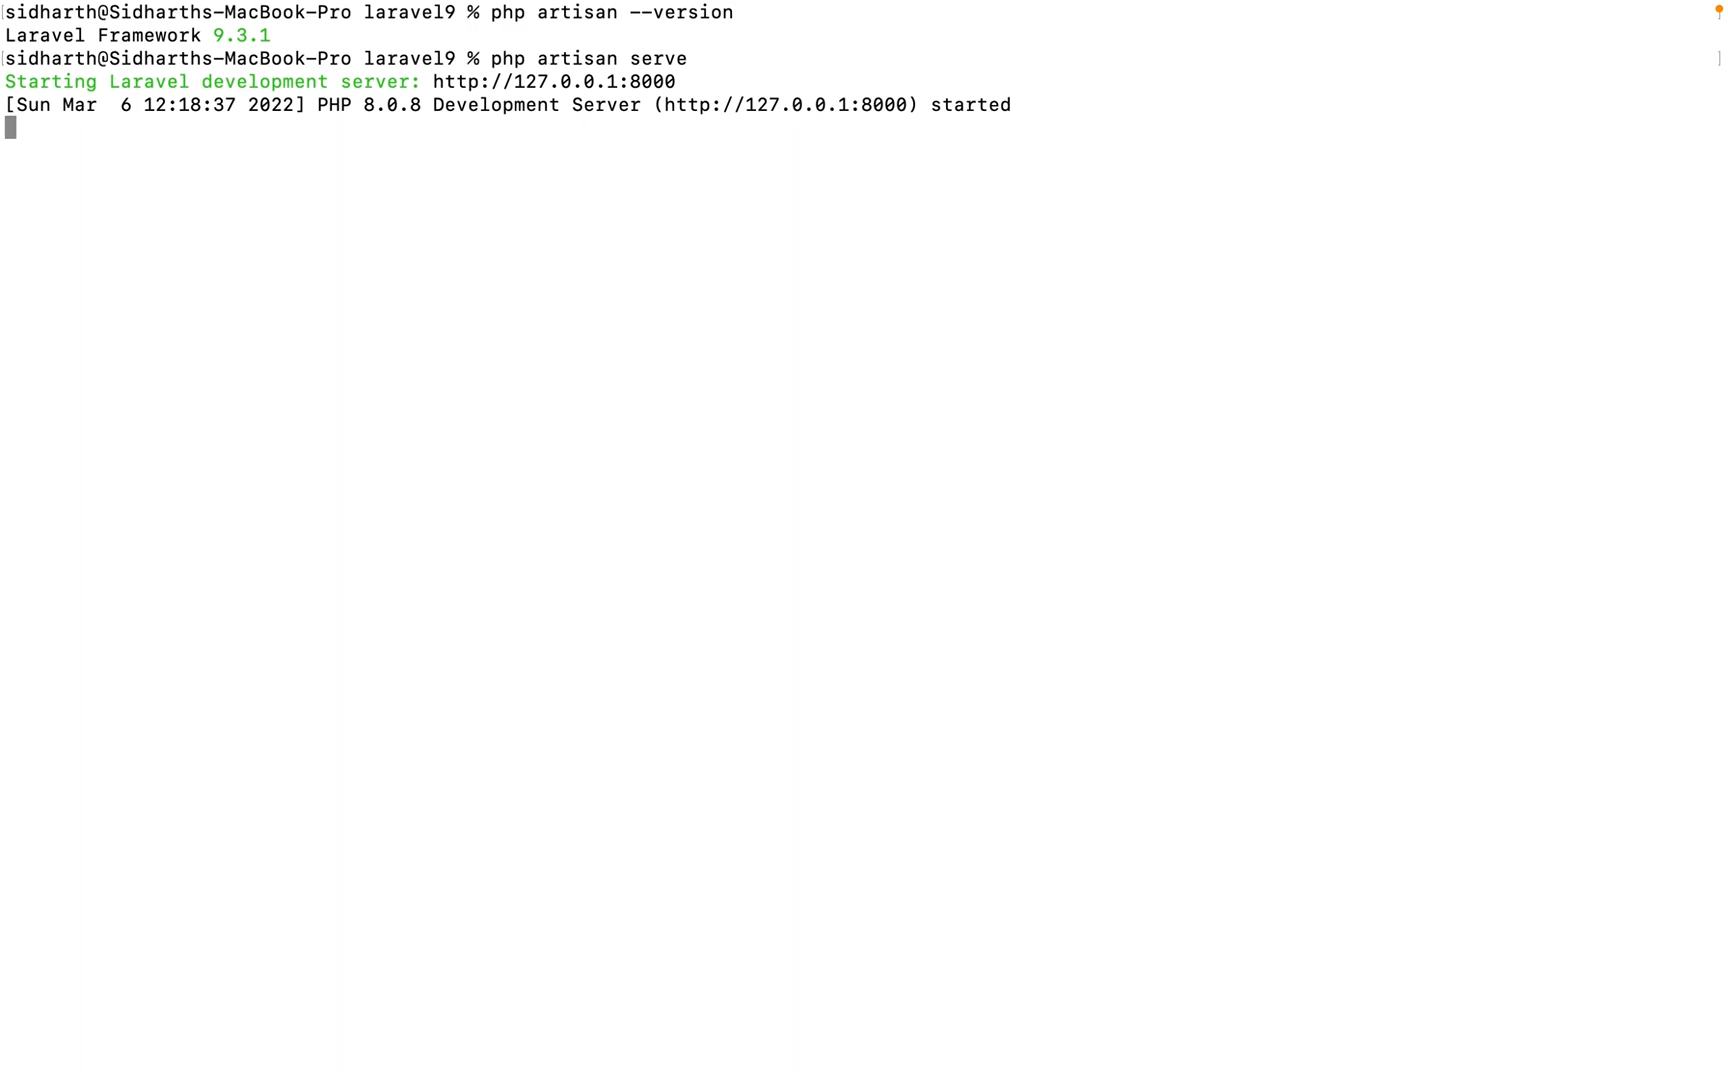 sidharth@Sidharths-MacBook-Pro laravel9 % php artisan --version
Laravel Framework 9.3.1
sidharth@Sidharths-MacBook-Pro laravel9 % php artisan serve
Starting Laravel development server: http://127.0.0.1:8000
[Sun Mar  6 12:18:37 2022] PHP 8.0.8 Development Server (http://127.0.0.1:8000) started